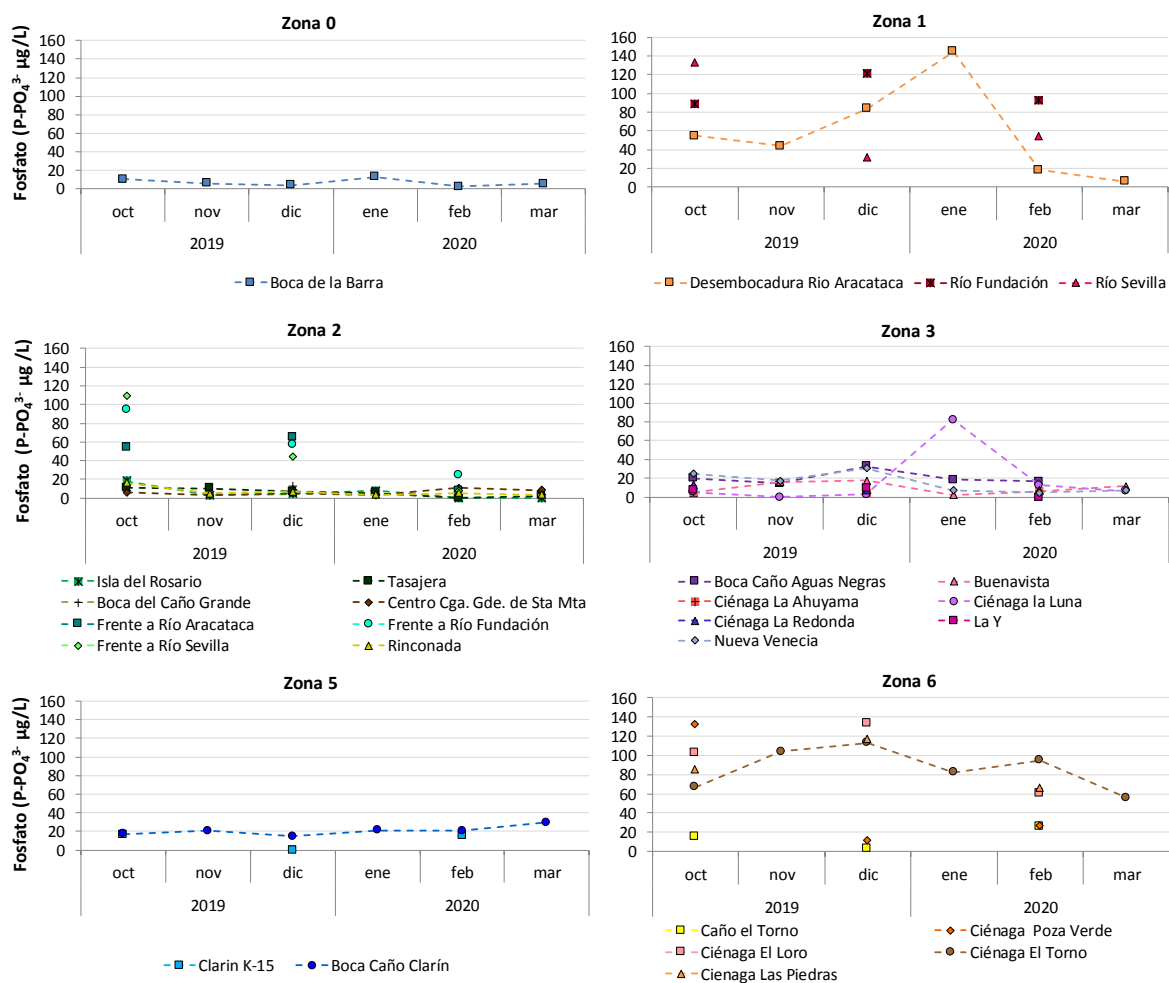 Zona 0
Fosfato (P-PO₄³⁻ µg/L)
160
140
120
100
80
60
40
20
0
oct nov dic ene feb mar
2019 2020
Boca de la Barra
Zona 1
160
140
120
100
80
60
40
20
0
oct nov dic ene feb mar
2019 2020
Desembocadura Rio Aracataca Río Fundación Río Sevilla
Zona 2
Fosfato (P-PO₄³⁻ µg /L)
160
140
120
100
80
60
40
20
0
oct nov dic ene feb mar
2019 2020
Isla del Rosario Tasajera
Boca del Caño Grande Centro Cga. Gde. de Sta Mta
Frente a Río Aracataca Frente a Río Fundación
Frente a Río Sevilla Rinconada
Zona 3
160
140
120
100
80
60
40
20
0
oct nov dic ene feb mar
2019 2020
Boca Caño Aguas Negras Buenavista
Ciénaga La Ahuyama Ciénaga la Luna
Ciénaga La Redonda La Y
Nueva Venecia
Zona 5
Fosfato (P-PO₄³⁻ µg/L)
160
140
120
100
80
60
40
20
0
oct nov dic ene feb mar
2019 2020
Clarin K-15 Boca Caño Clarín
Zona 6
160
140
120
100
80
60
40
20
0
oct nov dic ene feb mar
2019 2020
Caño el Torno Ciénaga Poza Verde
Ciénaga El Loro Ciénaga El Torno
Cienaga Las Piedras